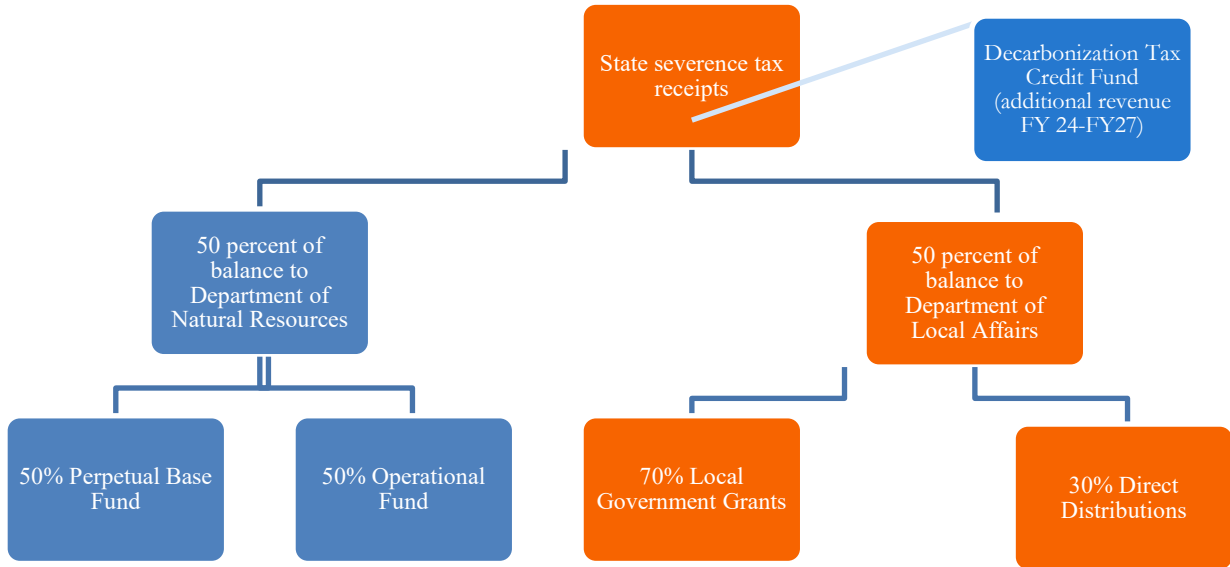 State severence tax
receipts
Decarbonization Tax
Credit Fund
(additional revenue
FY 24-FY27)
50 percent of
balance to
Department of
Natural Resources
50 percent of
balance to
Department of
Local Affairs
50% Perpetual Base
Fund
50% Operational
Fund
70% Local
Government Grants
30% Direct
Distributions